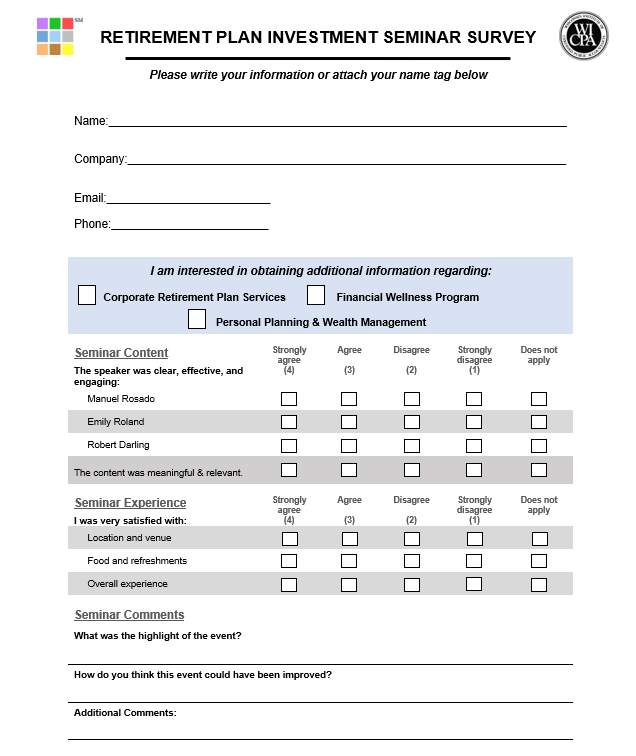 SM
RETIREMENT PLAN INVESTMENT SEMINAR SURVEY
WI
CPA
Please write your information or attach your name tag below
Name:
Company:
Email:
Phone:
I am interested in obtaining additional information regarding:
Corporate Retirement Plan Services Financial Wellness Program
Personal Planning & Wealth Management
Seminar Content Strongly agree (4) Agree (3) Disagree (2) Strongly disagree (1) Does not apply
The speaker was clear, effective, and
engaging:
Manuel Rosado
Emily Roland
Robert Darling
The content was meaningful & relevant.
Seminar Experience Strongly agree (4) Agree (3) Disagree (2) Strongly disagree (1) Does not apply
I was very satisfied with:
Location and venue
Food and refreshments
Overall experience
Seminar Comments
What was the highlight of the event?
How do you think this event could have been improved?
Additional Comments: